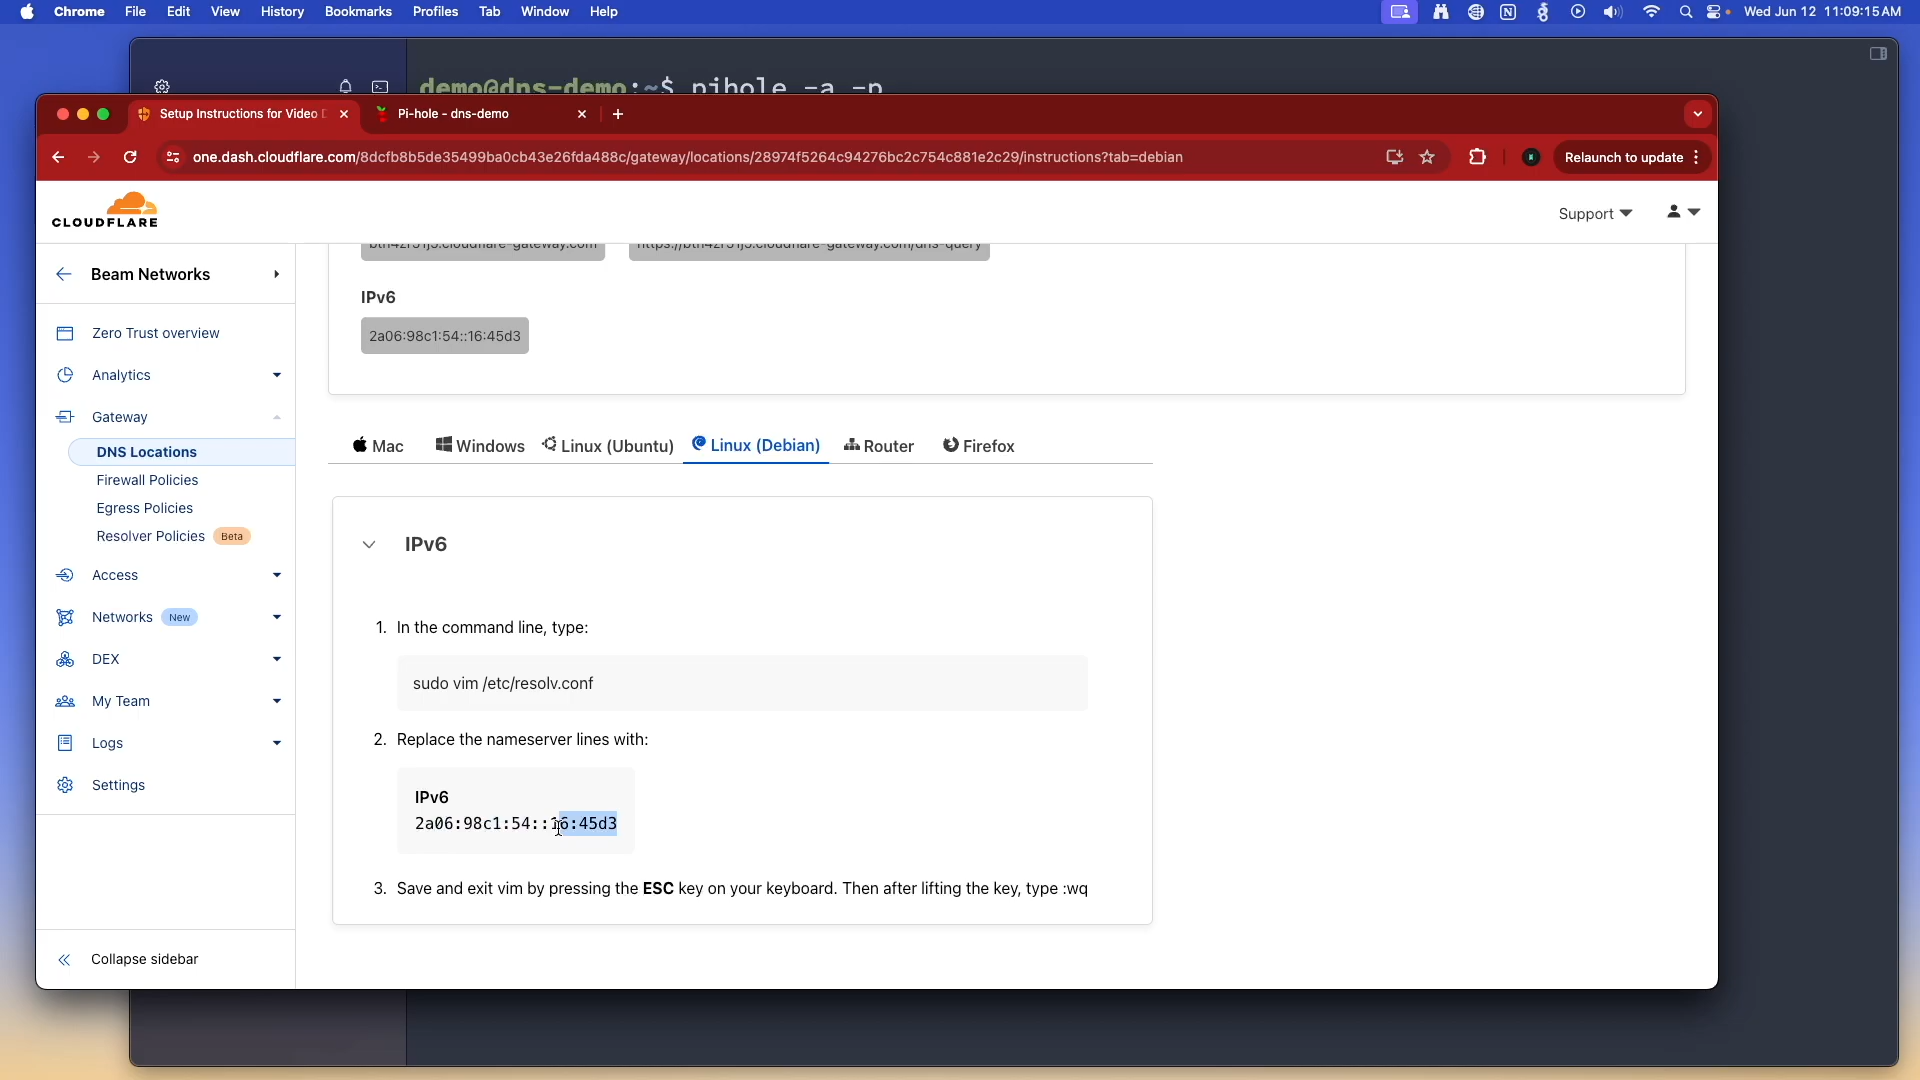 Chrome File Edit View History Bookmarks Profiles Tab Window Help Wed Jun 12 11:09:15 AM
demo@dns-demo:~$ pihole -a -p
Setup Instructions for Video Pi-hole - dns-demo
one.dash.cloudflare.com/8dcfb8b5de35499ba0cb43e26fda488c/gateway/locations/28974f5264c94276bc2c754c881e2c29/instructions?tab=debian Relaunch to update
CLOUDFLARE
Support
Beam Networks
Zero Trust overview
Analytics
Gateway
DNS Locations
Firewall Policies
Egress Policies
Resolver Policies Beta
Access
Networks New
DEX
My Team
Logs
Settings
Collapse sidebar
IPv6
2a06:98c1:54::16:45d3
Mac Windows Linux (Ubuntu) Linux (Debian) Router Firefox
IPv6
1. In the command line, type:
sudo vim /etc/resolv.conf
2. Replace the nameserver lines with:
IPv6
2a06:98c1:54::16:45d3
3. Save and exit vim by pressing the ESC key on your keyboard. Then after lifting the key, type :wq